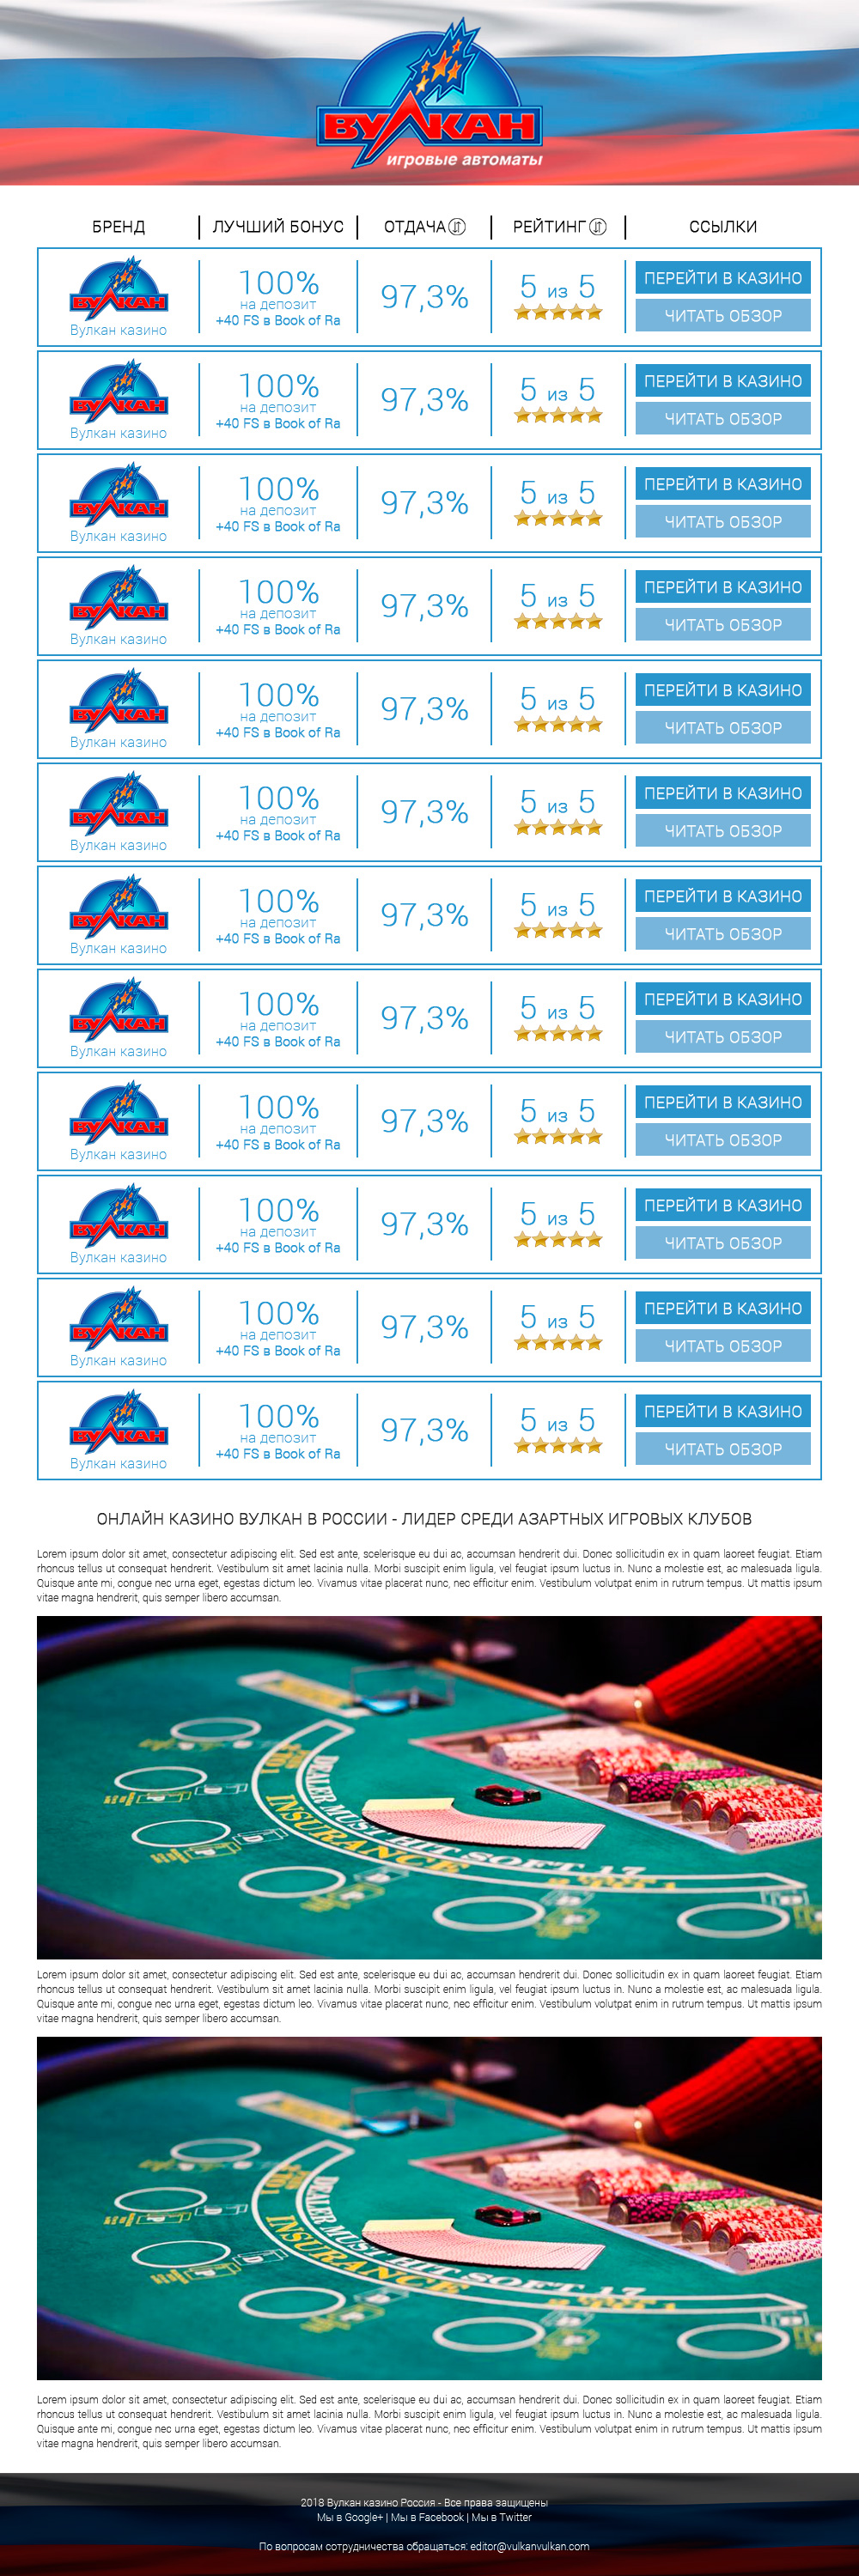 ВУЛКАН
игровые автоматы
БРЕНД ЛУЧШИЙ БОНУС ОТДАЧА РЕЙТИНГ ССЫЛКИ
ВУЛКАН
Вулкан казино
100%
на депозит
+40 FS в Book of Ra
97,3%
5 из 5
ПЕРЕЙТИ В КАЗИНО
ЧИТАТЬ ОБЗОР
ВУЛКАН
Вулкан казино
100%
на депозит
+40 FS в Book of Ra
97,3%
5 из 5
ПЕРЕЙТИ В КАЗИНО
ЧИТАТЬ ОБЗОР
ВУЛКАН
Вулкан казино
100%
на депозит
+40 FS в Book of Ra
97,3%
5 из 5
ПЕРЕЙТИ В КАЗИНО
ЧИТАТЬ ОБЗОР
ВУЛКАН
Вулкан казино
100%
на депозит
+40 FS в Book of Ra
97,3%
5 из 5
ПЕРЕЙТИ В КАЗИНО
ЧИТАТЬ ОБЗОР
ВУЛКАН
Вулкан казино
100%
на депозит
+40 FS в Book of Ra
97,3%
5 из 5
ПЕРЕЙТИ В КАЗИНО
ЧИТАТЬ ОБЗОР
ВУЛКАН
Вулкан казино
100%
на депозит
+40 FS в Book of Ra
97,3%
5 из 5
ПЕРЕЙТИ В КАЗИНО
ЧИТАТЬ ОБЗОР
ВУЛКАН
Вулкан казино
100%
на депозит
+40 FS в Book of Ra
97,3%
5 из 5
ПЕРЕЙТИ В КАЗИНО
ЧИТАТЬ ОБЗОР
ВУЛКАН
Вулкан казино
100%
на депозит
+40 FS в Book of Ra
97,3%
5 из 5
ПЕРЕЙТИ В КАЗИНО
ЧИТАТЬ ОБЗОР
ВУЛКАН
Вулкан казино
100%
на депозит
+40 FS в Book of Ra
97,3%
5 из 5
ПЕРЕЙТИ В КАЗИНО
ЧИТАТЬ ОБЗОР
ВУЛКАН
Вулкан казино
100%
на депозит
+40 FS в Book of Ra
97,3%
5 из 5
ПЕРЕЙТИ В КАЗИНО
ЧИТАТЬ ОБЗОР
ВУЛКАН
Вулкан казино
100%
на депозит
+40 FS в Book of Ra
97,3%
5 из 5
ПЕРЕЙТИ В КАЗИНО
ЧИТАТЬ ОБЗОР
ВУЛКАН
Вулкан казино
100%
на депозит
+40 FS в Book of Ra
97,3%
5 из 5
ПЕРЕЙТИ В КАЗИНО
ЧИТАТЬ ОБЗОР
ОНЛАЙН КАЗИНО ВУЛКАН В РОССИИ - ЛИДЕР СРЕДИ АЗАРТНЫХ ИГРОВЫХ КЛУБОВ
Lorem ipsum dolor sit amet, consectetur adipiscing elit. Sed est ante, scelerisque eu dui ac, accumsan hendrerit dui. Donec sollicitudin ex in quam laoreet feugiat. Etiam
rhoncus tellus ut consequat hendrerit. Vestibulum sit amet lacinia nulla. Morbi suscipit enim ligula, vel feugiat ipsum luctus in. Nunc a molestie est, ac malesuada ligula.
Quisque ante mi, congue nec urna eget, egestas dictum leo. Vivamus vitae placerat nunc, nec efficitur enim. Vestibulum volutpat enim in rutrum tempus. Ut mattis ipsum
vitae magna hendrerit, quis semper libero accumsan.
DEALER MUST HIT SOFT 17
INSURANCE
Lorem ipsum dolor sit amet, consectetur adipiscing elit. Sed est ante, scelerisque eu dui ac, accumsan hendrerit dui. Donec sollicitudin ex in quam laoreet feugiat. Etiam
rhoncus tellus ut consequat hendrerit. Vestibulum sit amet lacinia nulla. Morbi suscipit enim ligula, vel feugiat ipsum luctus in. Nunc a molestie est, ac malesuada ligula.
Quisque ante mi, congue nec urna eget, egestas dictum leo. Vivamus vitae placerat nunc, nec efficitur enim. Vestibulum volutpat enim in rutrum tempus. Ut mattis ipsum
vitae magna hendrerit, quis semper libero accumsan.
DEALER MUST HIT SOFT 17
INSURANCE
Lorem ipsum dolor sit amet, consectetur adipiscing elit. Sed est ante, scelerisque eu dui ac, accumsan hendrerit dui. Donec sollicitudin ex in quam laoreet feugiat. Etiam
rhoncus tellus ut consequat hendrerit. Vestibulum sit amet lacinia nulla. Morbi suscipit enim ligula, vel feugiat ipsum luctus in. Nunc a molestie est, ac malesuada ligula.
Quisque ante mi, congue nec urna eget, egestas dictum leo. Vivamus vitae placerat nunc, nec efficitur enim. Vestibulum volutpat enim in rutrum tempus. Ut mattis ipsum
vitae magna hendrerit, quis semper libero accumsan.
2018 Вулкан казино Россия - Все права защищены
Мы в Google+ | Мы в Facebook | Мы в Twitter
По вопросам сотрудничества обращаться: editor@vulkanvulkan.com